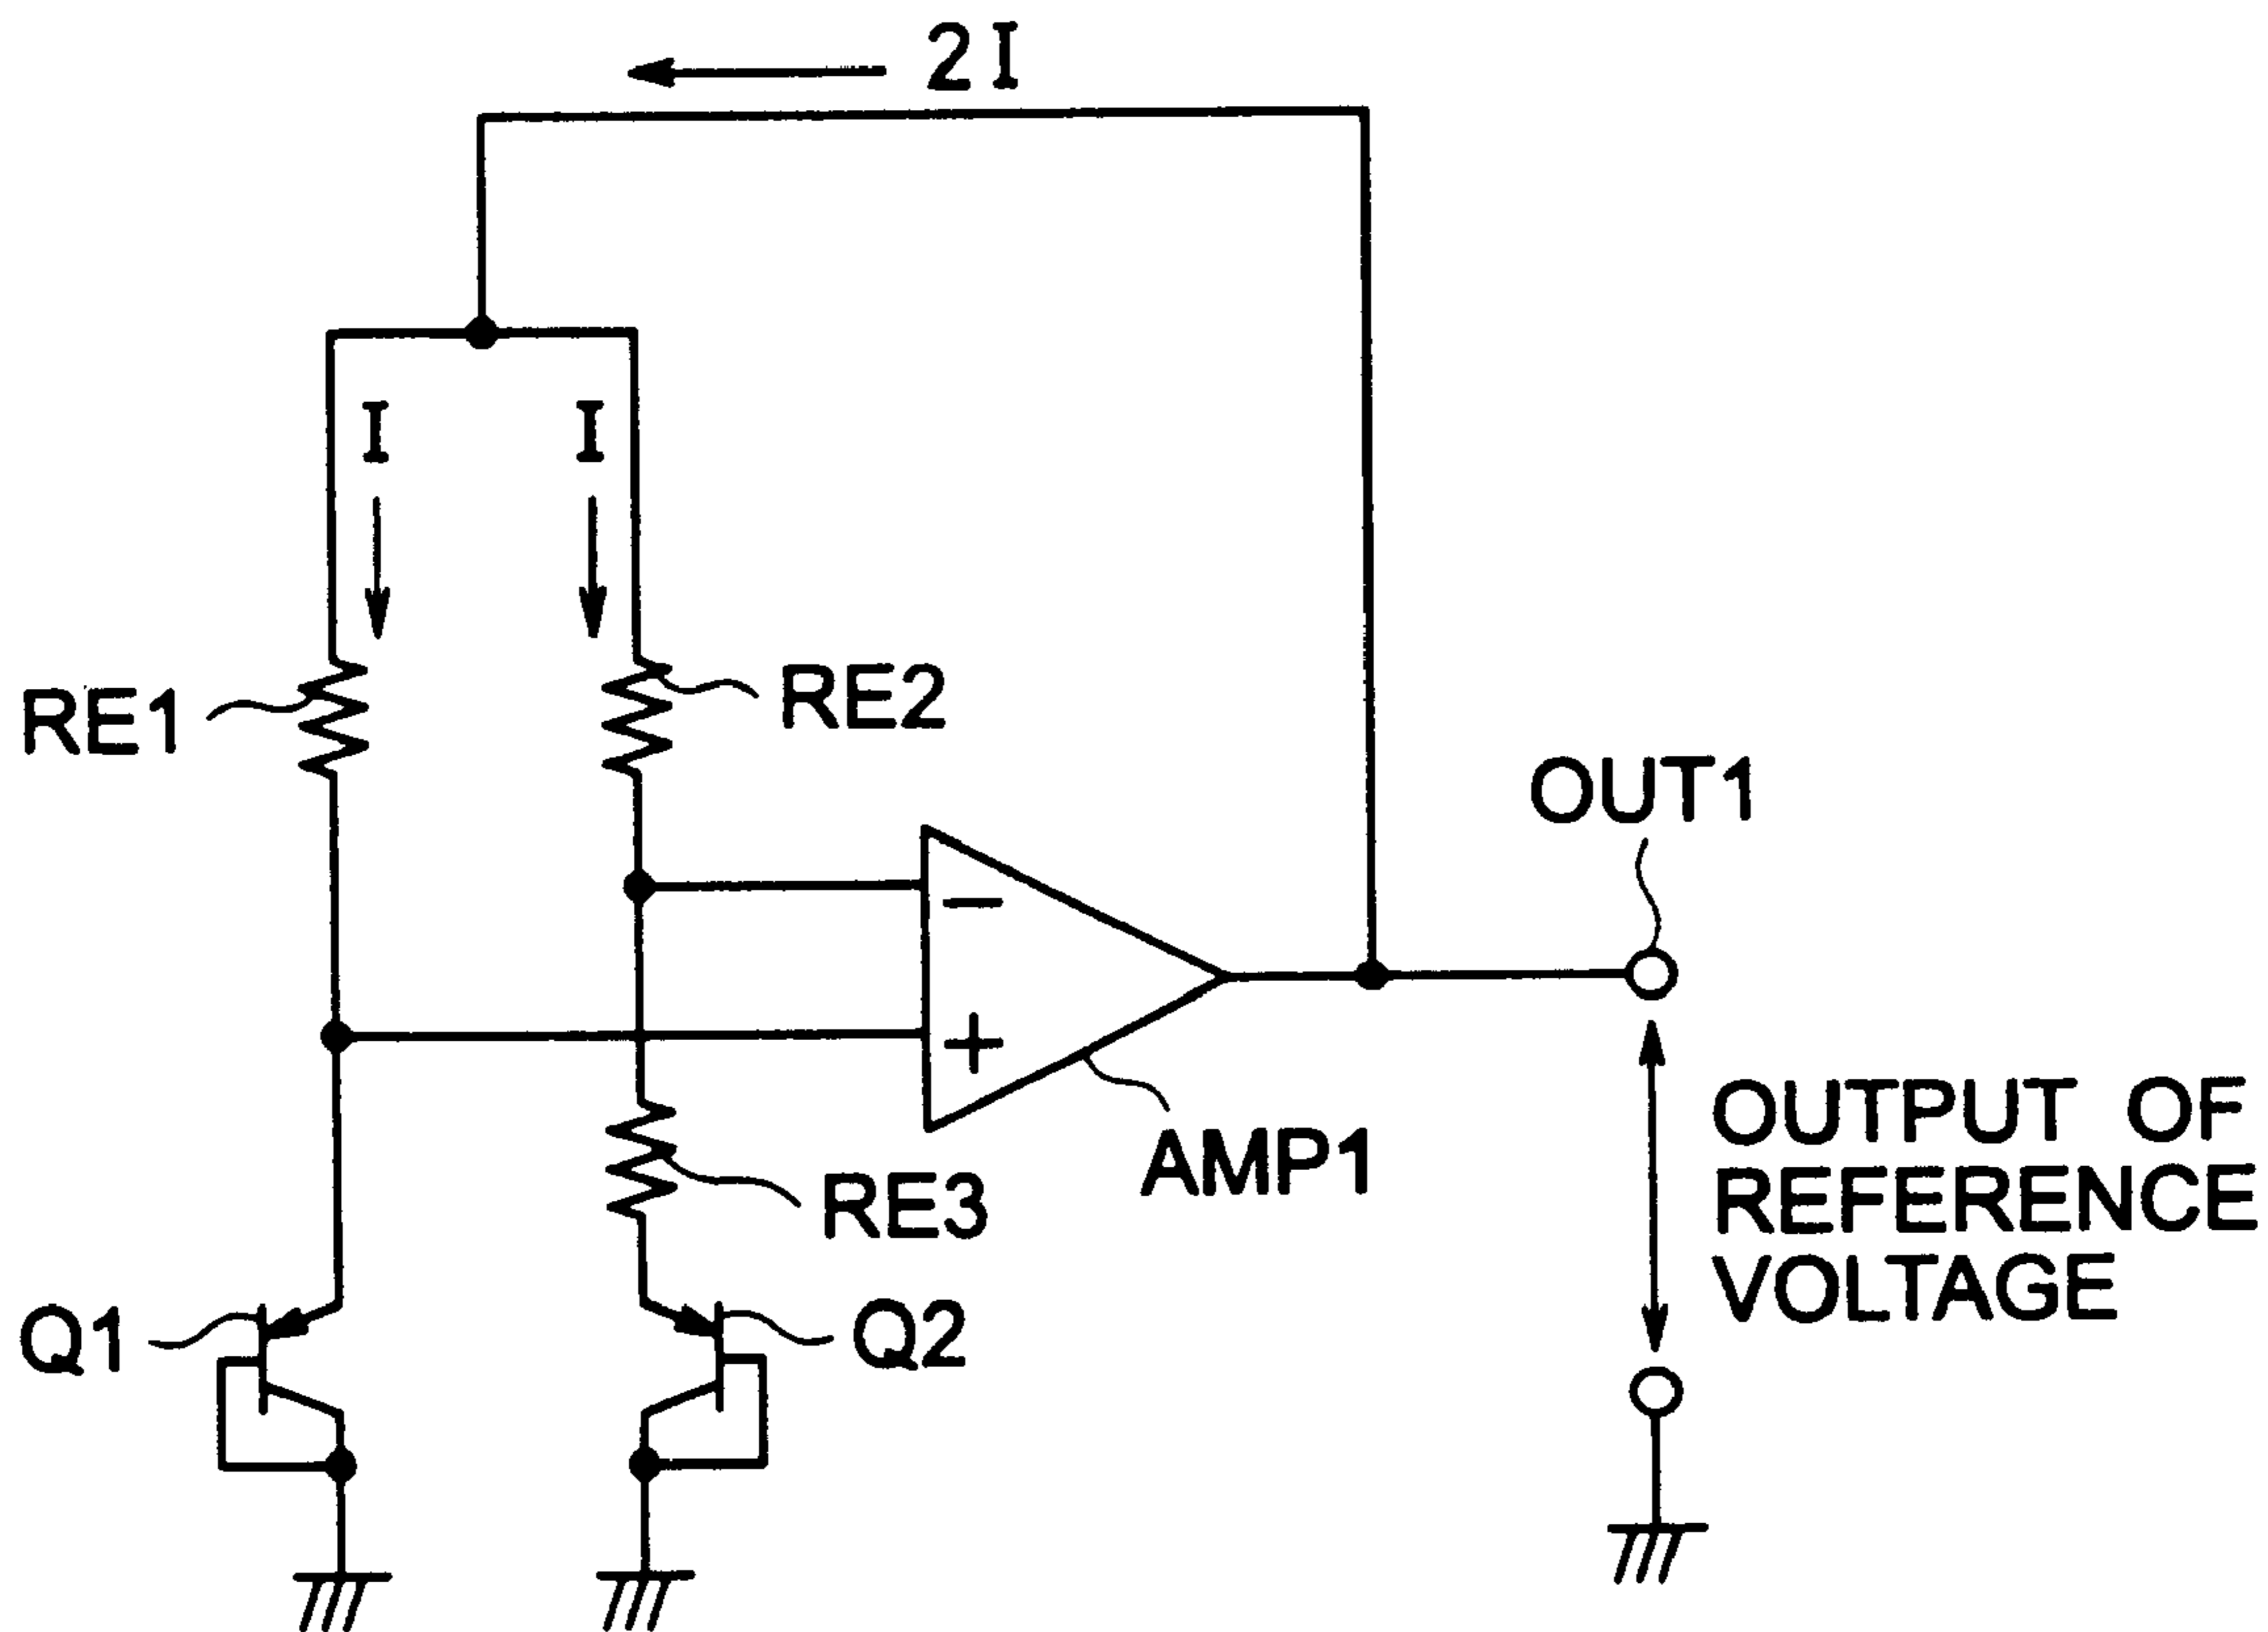 2I
I
I
RE1
RE2
OUT1
−
+
AMP1
RE3
OUTPUT OF
REFERENCE
VOLTAGE
Q1
Q2